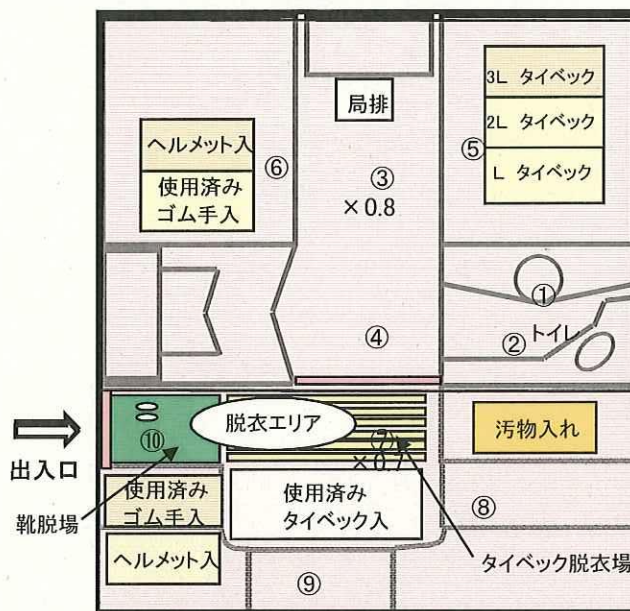 局排
3L タイベック
2L タイベック
L タイベック
⑤
ヘルメット入
使用済み
ゴム手入
⑥
③
×0.8
①
トイレ
②
④
⑩
脱衣エリア
⑦
×0.7
汚物入れ
出入口
靴脱場
使用済み
ゴム手入
使用済み
タイベック入
⑧
ヘルメット入
タイベック脱衣場
⑨